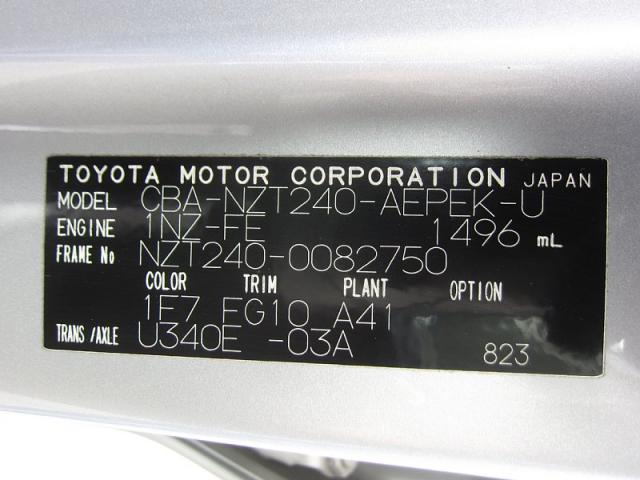 TOYOTA MOTOR CORPORATION JAPAN
MODEL CBA-NZT240-AEPEK-U
ENGINE 1NZ-FE 1496 mL
FRAME No NZT240-0082750
COLOR TRIM PLANT OPTION
1E7 FG10 A41
TRANS/AXLE U340E -03A 823